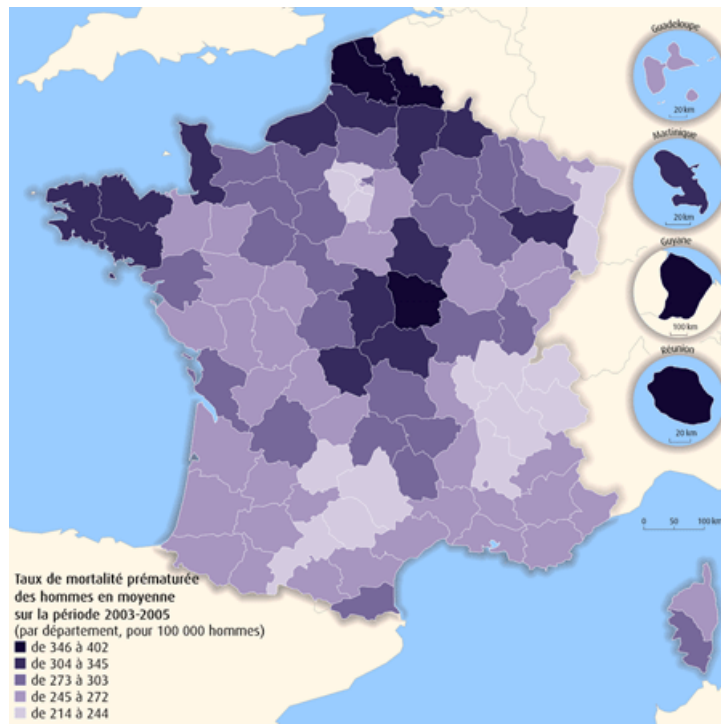 Guadeloupe
20 km
Martinique
20 km
Guyane
100 km
Réunion
20 km
0 50 100 km
Taux de mortalité prématurée
des hommes en moyenne
sur la période 2003-2005
(par département, pour 100 000 hommes)
de 346 à 402
de 304 à 345
de 273 à 303
de 245 à 272
de 214 à 244